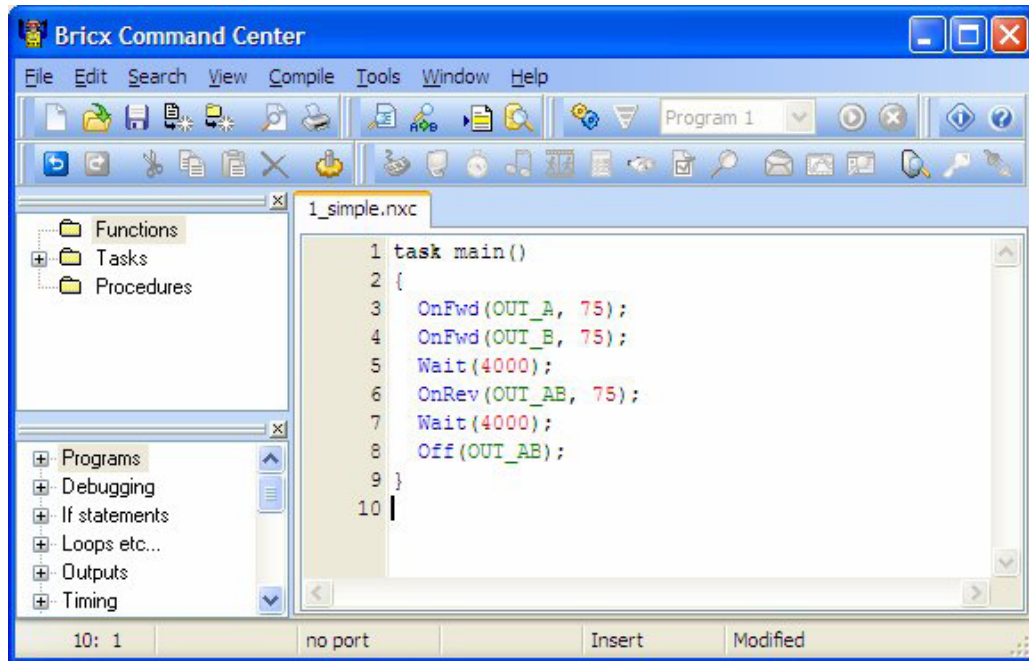 Bricx Command Center
File Edit Search View Compile Tools Window Help
Program 1
Functions
Tasks
Procedures
Programs
Debugging
If statements
Loops etc...
Outputs
Timing
1_simple.nxc
1 task main()
2 {
3 OnFwd(OUT_A, 75);
4 OnFwd(OUT_B, 75);
5 Wait(4000);
6 OnRev(OUT_AB, 75);
7 Wait(4000);
8 Off(OUT_AB);
9 }
10
10: 1 no port Insert Modified